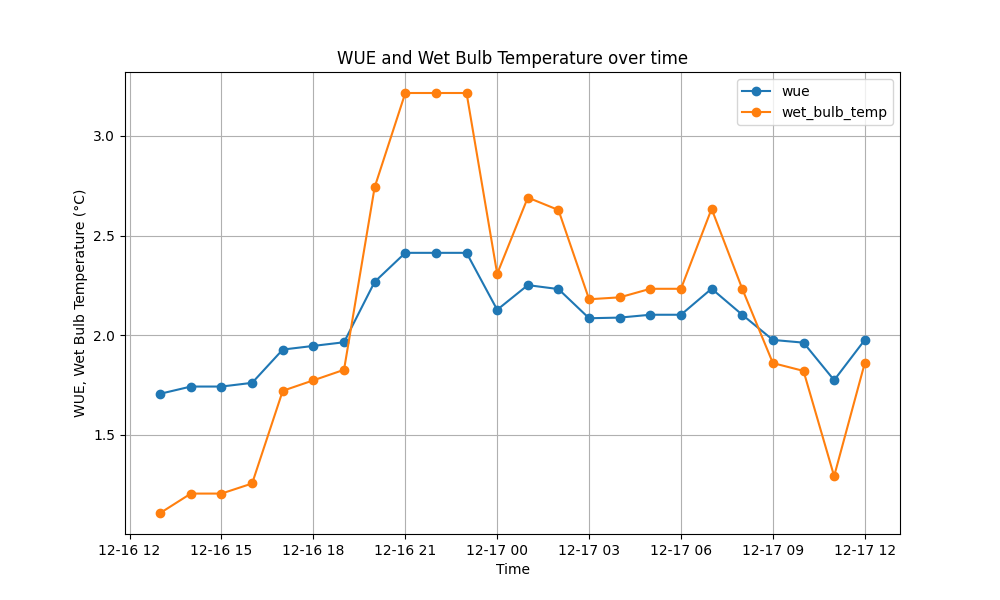 WUE and Wet Bulb Temperature over time
wue
wet_bulb_temp
WUE, Wet Bulb Temperature (°C)
3.0
2.5
2.0
1.5
12-16 12 12-16 15 12-16 18 12-16 21 12-17 00 12-17 03 12-17 06 12-17 09 12-17 12
Time